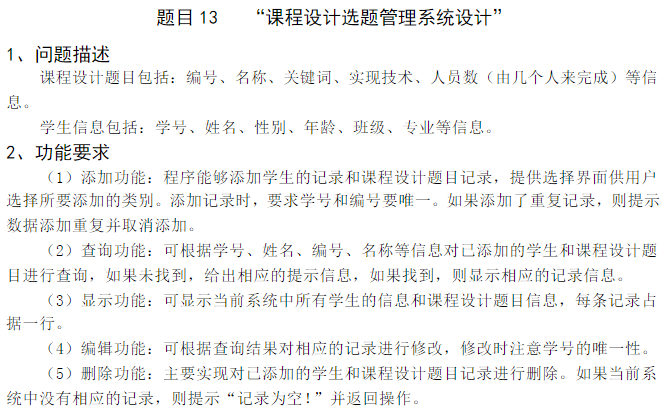 题目13 “课程设计选题管理系统设计”
1、问题描述
课程设计题目包括：编号、名称、关键词、实现技术、人员数（由几个人来完成）等信
息。
学生信息包括：学号、姓名、性别、年龄、班级、专业等信息。
2、功能要求
（1）添加功能：程序能够添加学生的记录和课程设计题目记录，提供选择界面供用户
选择所要添加的类别。添加记录时，要求学号和编号要唯一。如果添加了重复记录，则提示
数据添加重复并取消添加。
（2）查询功能：可根据学号、姓名、编号、名称等信息对已添加的学生和课程设计题
目进行查询，如果未找到，给出相应的提示信息，如果找到，则显示相应的记录信息。
（3）显示功能：可显示当前系统中所有学生的信息和课程设计题目信息，每条记录占
据一行。
（4）编辑功能：可根据查询结果对相应的记录进行修改，修改时注意学号的唯一性。
（5）删除功能：主要实现对已添加的学生和课程设计题目记录进行删除。如果当前系
统中没有相应的记录，则提示“记录为空！”并返回操作。